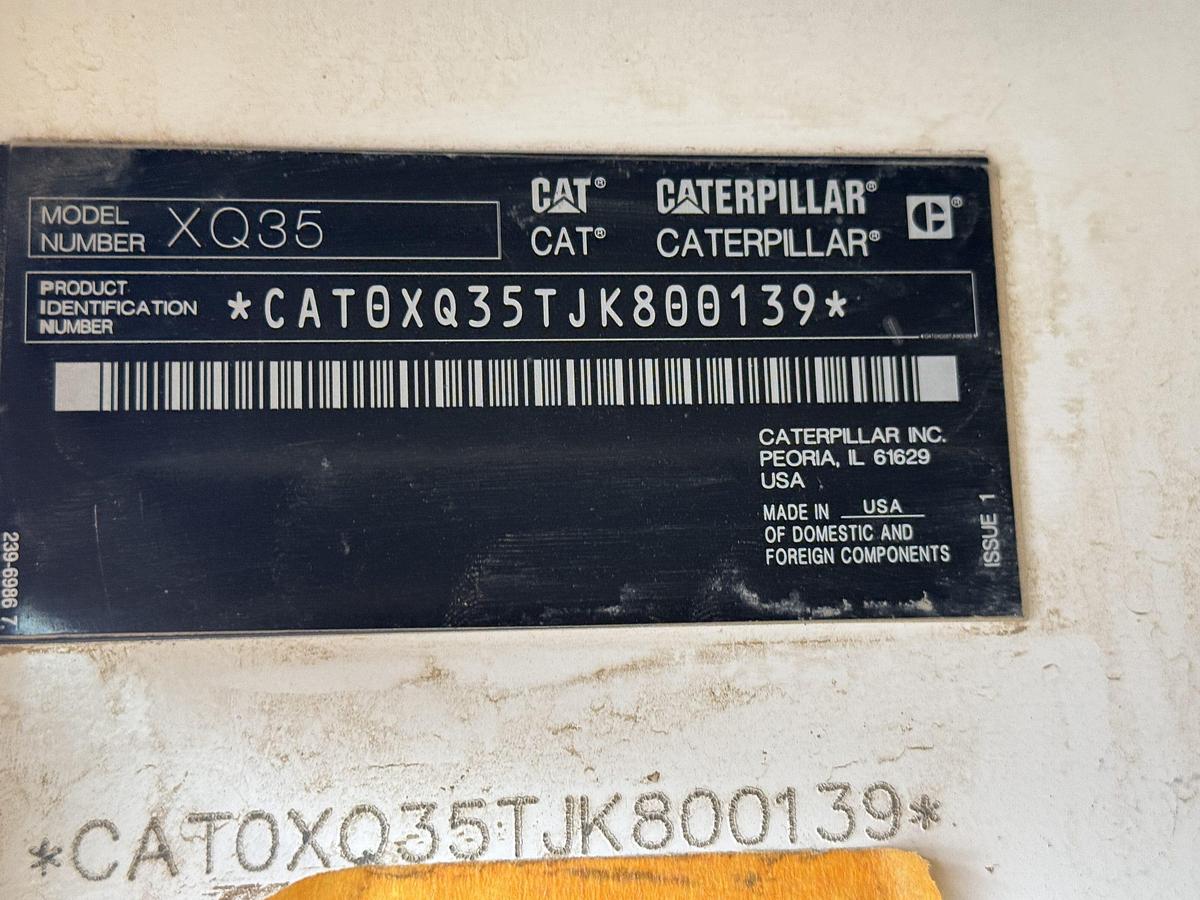 MODEL NUMBER XQ35
CAT® CATERPILLAR®
CAT® CATERPILLAR®
PRODUCT IDENTIFICATION NUMBER *CAT0XQ35TJK800139*
CATERPILLAR INC.
PEORIA, IL 61629
USA
MADE IN USA
OF DOMESTIC AND
FOREIGN COMPONENTS
ISSUE 1
239-6986 7
*CAT0XQ35TJK800139*